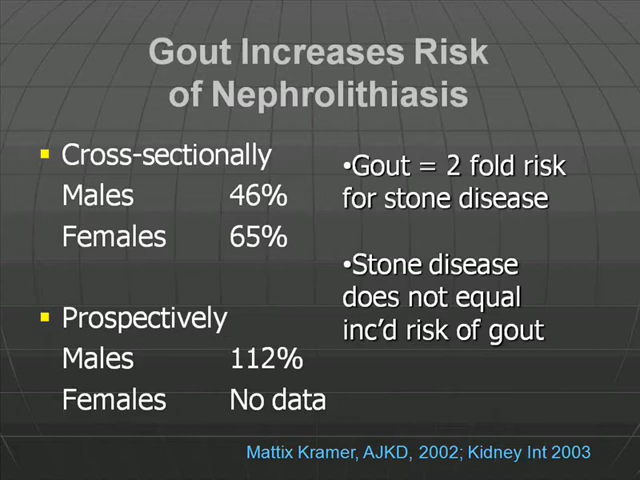 Gout Increases Risk
of Nephrolithiasis
Cross-sectionally
Males 46%
Females 65%
Prospectively
Males 112%
Females No data
•Gout = 2 fold risk
for stone disease
•Stone disease
does not equal
inc’d risk of gout
Mattix Kramer, AJKD, 2002; Kidney Int 2003